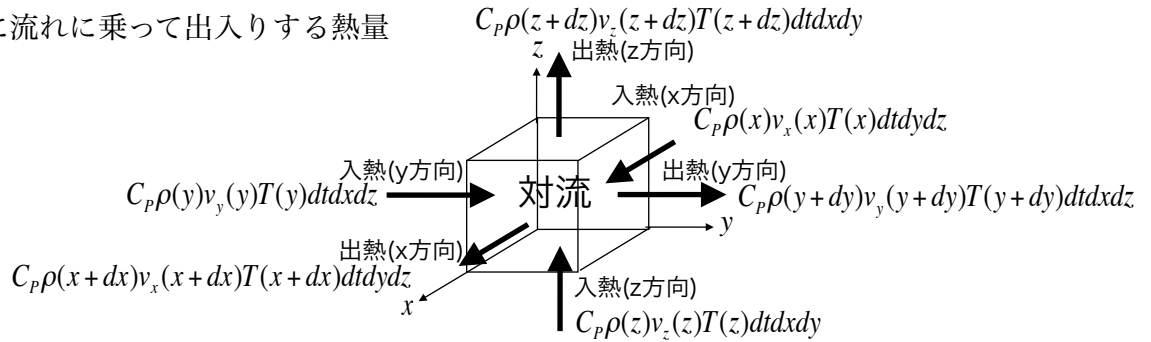 に流れに乗って出入りする熱量
C_Pρ(z+dz)v_z(z+dz)T(z+dz)dtdxdy
z
出熱(z方向)
入熱(x方向)
C_Pρ(x)v_x(x)T(x)dtdydz
入熱(y方向)
C_Pρ(y)v_y(y)T(y)dtdxdz
対流
出熱(y方向)
C_Pρ(y+dy)v_y(y+dy)T(y+dy)dtdxdz
y
出熱(x方向)
C_Pρ(x+dx)v_x(x+dx)T(x+dx)dtdydz
x
入熱(z方向)
C_Pρ(z)v_z(z)T(z)dtdxdy